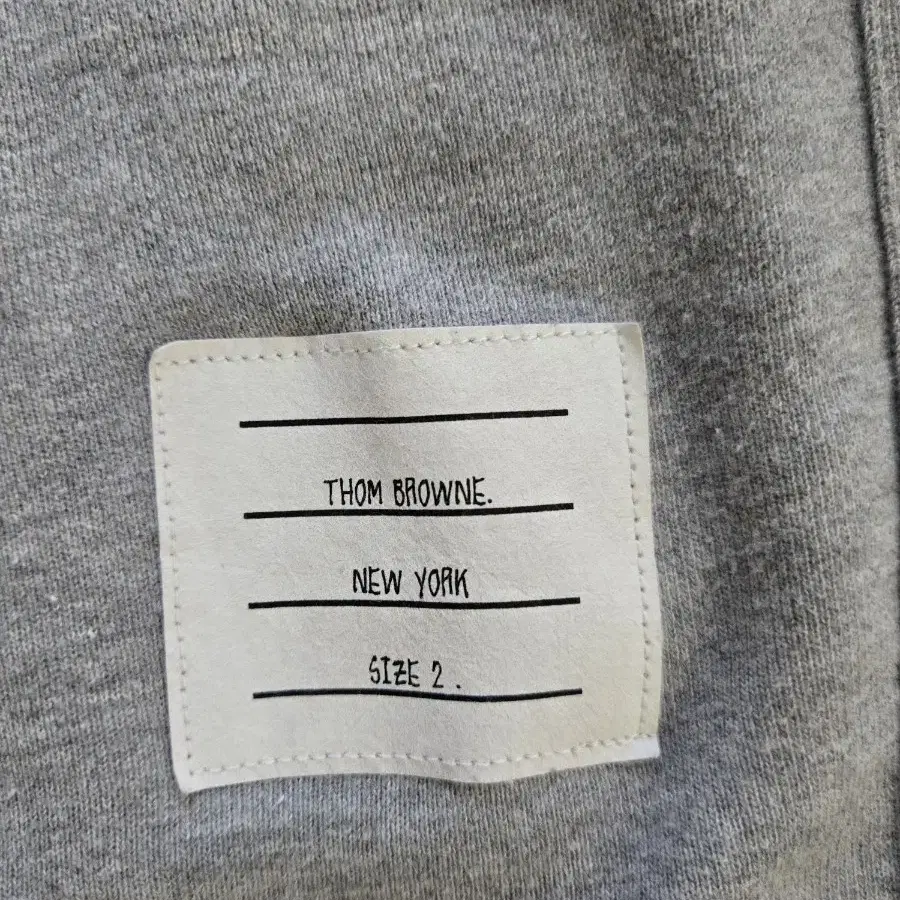 THOM BROWNE.
NEW YORK
SIZE 2 .